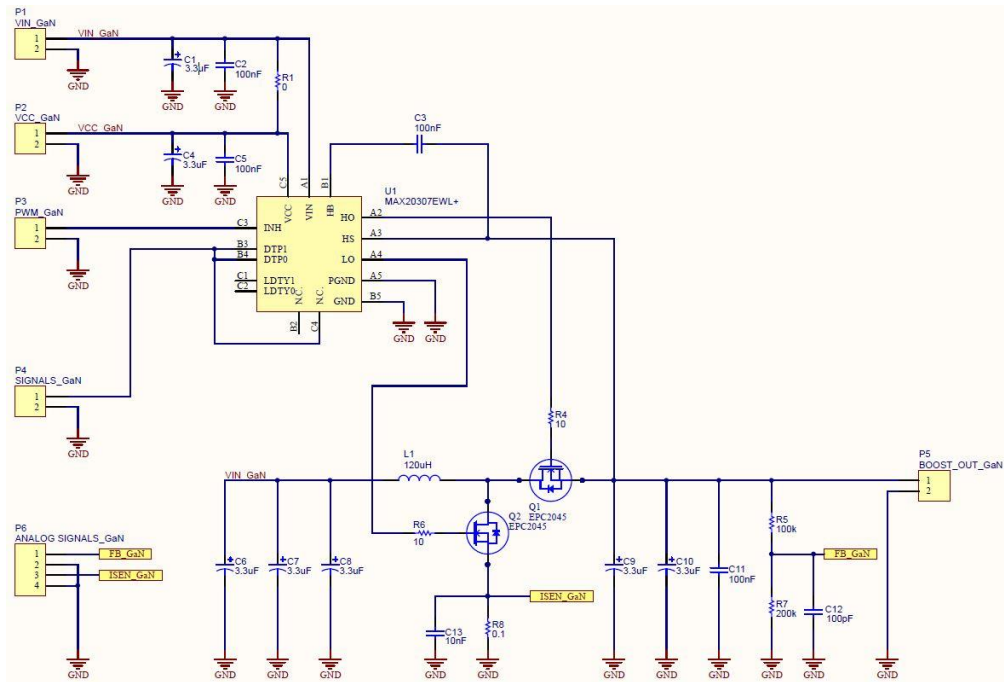 P1
VIN_GaN
1
2
VIN_GaN
GND
C1
3.3uF
GND
C2
100nF
GND
R1
0
P2
VCC_GaN
1
2
VCC_GaN
GND
C4
3.3uF
GND
C5
100nF
GND
C3
100nF
P3
PWM_GaN
1
2
GND
U1
MAX20307EWL+
C5
A1
B1
VCC
VIN
HB
C3
INH
B3
DTP1
B4
DTP0
C1
LDTY1
C2
LDTY0
N.C.
N.C.
B2
C4
HO
A2
HS
A3
LO
A4
PGND
A5
GND
B5
GND
GND
P4
SIGNALS_GaN
1
2
GND
R4
10
VIN_GaN
L1
120uH
Q1
EPC2045
Q2
EPC2045
R6
10
P5
BOOST_OUT_GaN
1
2
P6
ANALOG SIGNALS_GaN
1
2
3
4
FB_GaN
ISEN_GaN
GND
C6
3.3uF
GND
C7
3.3uF
GND
C8
3.3uF
GND
C13
10nF
GND
R8
0.1
GND
ISEN_GaN
C9
3.3uF
GND
C10
3.3uF
GND
C11
100nF
GND
R5
100k
FB_GaN
R7
200k
GND
C12
100pF
GND
GND